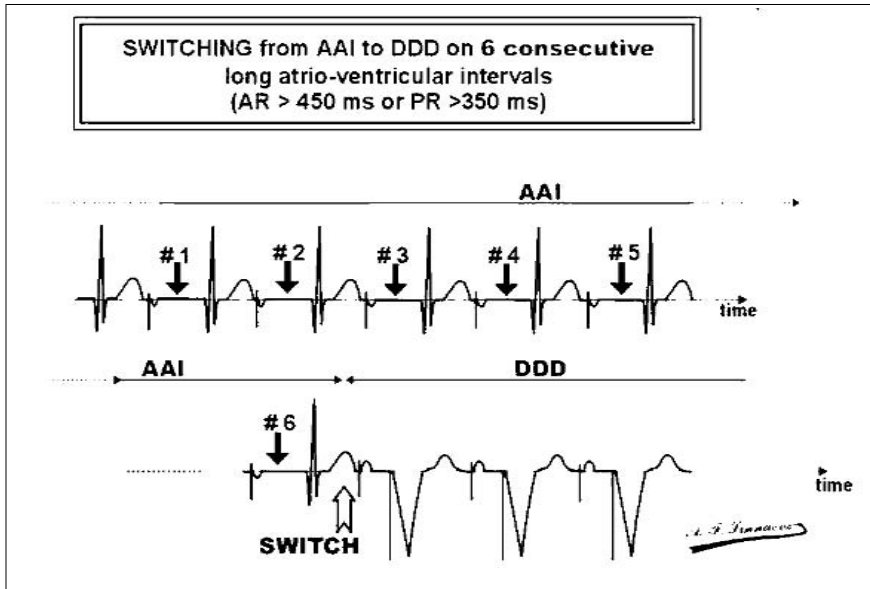 SWITCHING from AAI to DDD on 6 consecutive
long atrio-ventricular intervals
(AR > 450 ms or PR >350 ms)
AAI
#1 #2 #3 #4 #5
time
AAI DDD
#6
time
SWITCH